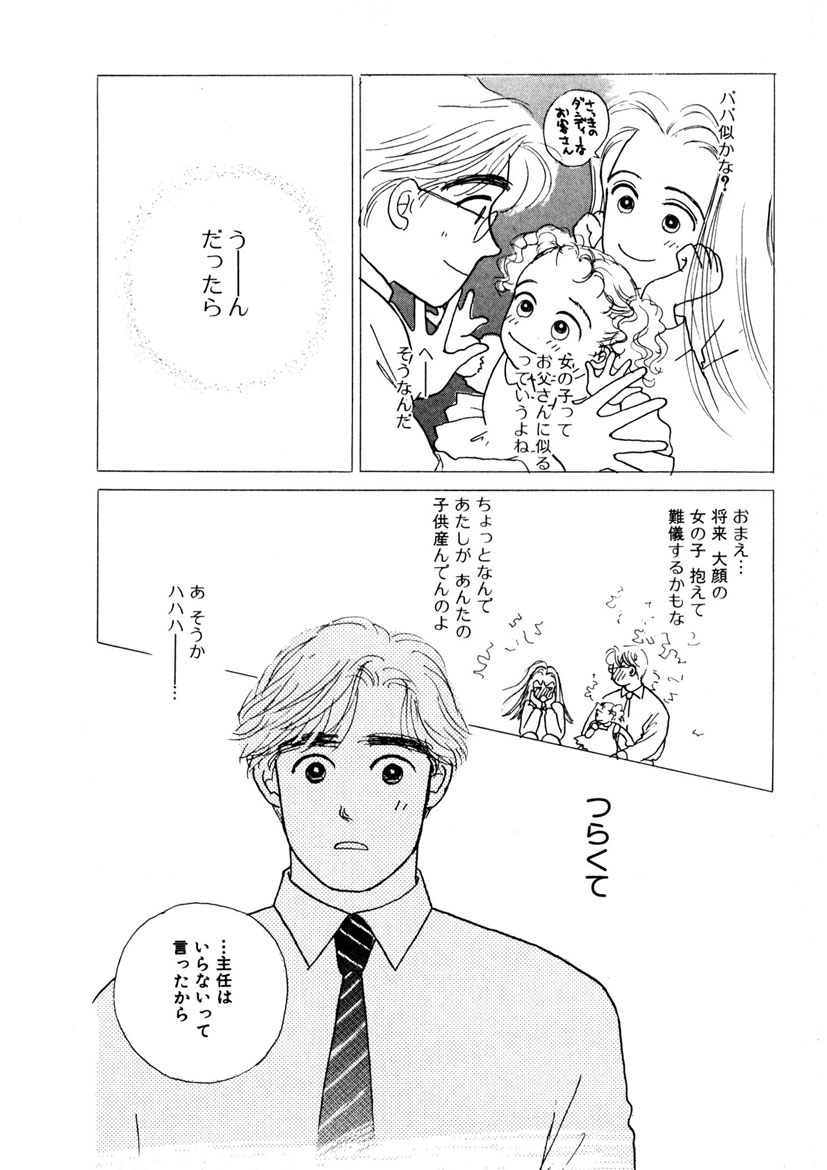 パパ似かな?
さっきの
ダンディーな
お客さん
女の子って
お父さんに似る
っていうよね
へ――
そうなんだ
うーーん
だったら
おまえ…
将来 大顔の
女の子 抱えて
難儀するかもな
ちょっとなんで
あたしが あんたの
子供産んでんのよ
あ そうか
ハハハ――…
つらくて
…主任は
いらないって
言ったから